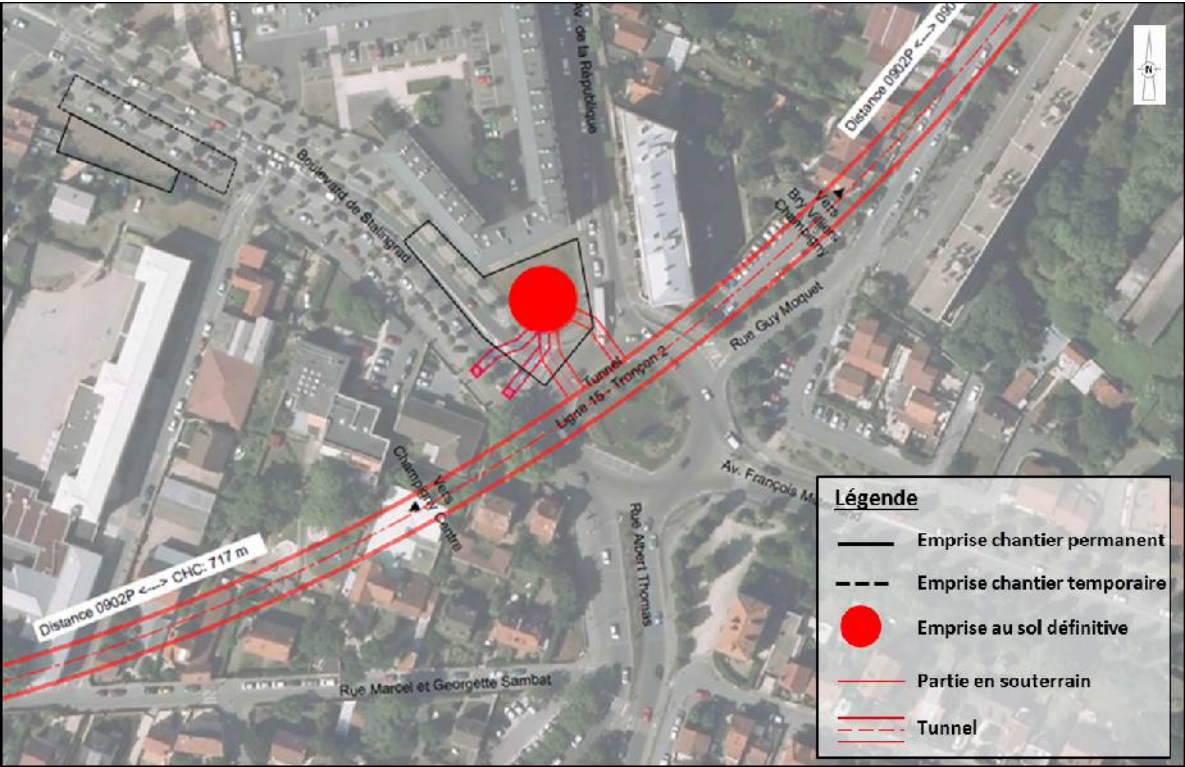 Av. de la République
Distance 0902P <---> 090
N
Boulevard de Stalingrad
Vers
Bry-Villiers-
Champigny
Rue Guy Moquet
Tunnel
Ligne 15 - Tronçon 2
Vers
Champigny Centre
Av. François
Rue Albert Thomas
Distance 0902P <---> CHC: 717 m
Rue Marcel et Georgette Sambat
Légende
Emprise chantier permanent
Emprise chantier temporaire
Emprise au sol définitive
Partie en souterrain
Tunnel